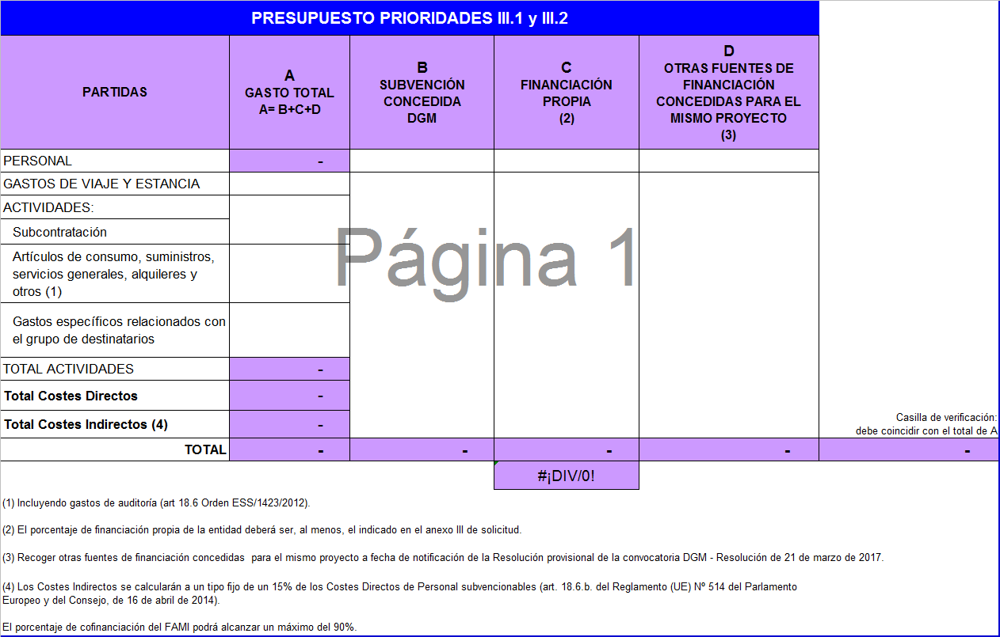 PRESUPUESTO PRIORIDADES III.1 y III.2
PARTIDAS
A
GASTO TOTAL
A= B+C+D
B
SUBVENCIÓN
CONCEDIDA
DGM
C
FINANCIACIÓN
PROPIA
(2)
D
OTRAS FUENTES DE
FINANCIACIÓN
CONCEDIDAS PARA EL
MISMO PROYECTO
(3)
PERSONAL -
GASTOS DE VIAJE Y ESTANCIA
ACTIVIDADES:
Subcontratación
Página 1
Artículos de consumo, suministros,
servicios generales, alquileres y
otros (1)
Gastos específicos relacionados con
el grupo de destinatarios
TOTAL ACTIVIDADES -
Total Costes Directos -
Total Costes Indirectos (4) -
Casilla de verificación:
debe coincidir con el total de A
TOTAL - - - - -
#¡DIV/0!
(1) Incluyendo gastos de auditoría (art 18.6 Orden ESS/1423/2012).
(2) El porcentaje de financiación propia de la entidad deberá ser, al menos, el indicado en el anexo III de solicitud.
(3) Recoger otras fuentes de financiación concedidas para el mismo proyecto a fecha de notificación de la Resolución provisional de la convocatoria DGM - Resolución de 21 de marzo de 2017.
(4) Los Costes Indirectos se calcularán a un tipo fijo de un 15% de los Costes Directos de Personal subvencionables (art. 18.6.b. del Reglamento (UE) Nº 514 del Parlamento
Europeo y del Consejo, de 16 de abril de 2014).
El porcentaje de cofinanciación del FAMI podrá alcanzar un máximo del 90%.